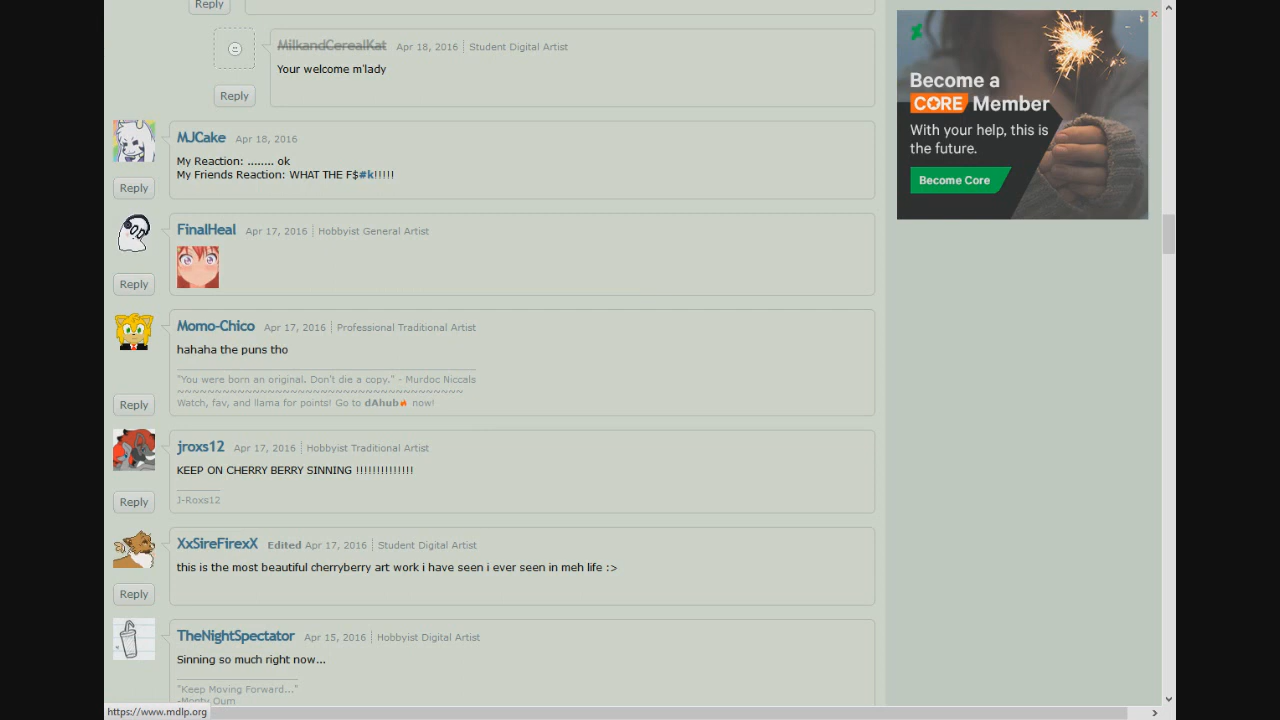 Reply
MilkandCerealKat Apr 18, 2016 | Student Digital Artist
Your welcome m'lady
Reply
MJCake Apr 18, 2016
My Reaction: ........ ok
My Friends Reaction: WHAT THE F$#k!!!!!
Reply
FinalHeal Apr 17, 2016 | Hobbyist General Artist
Reply
Momo-Chico Apr 17, 2016 | Professional Traditional Artist
hahaha the puns tho
"You were born an original. Don't die a copy." - Murdoc Niccals
~~~~~~~~~~~~~~~~~~~~~~~~~~~~~~~~~~~~~~~~~
Watch, fav, and llama for points! Go to dAhub🔥 now!
Reply
jroxs12 Apr 17, 2016 | Hobbyist Traditional Artist
KEEP ON CHERRY BERRY SINNING !!!!!!!!!!!!!!
J-Roxs12
Reply
XxSireFirexX Edited Apr 17, 2016 | Student Digital Artist
this is the most beautiful cherryberry art work i have seen i ever seen in meh life :>
Reply
TheNightSpectator Apr 15, 2016 | Hobbyist Digital Artist
Sinning so much right now...
"Keep Moving Forward..."
-Monty Oum
https://www.mdlp.org
Become a
CORE Member
With your help, this is
the future.
Become Core